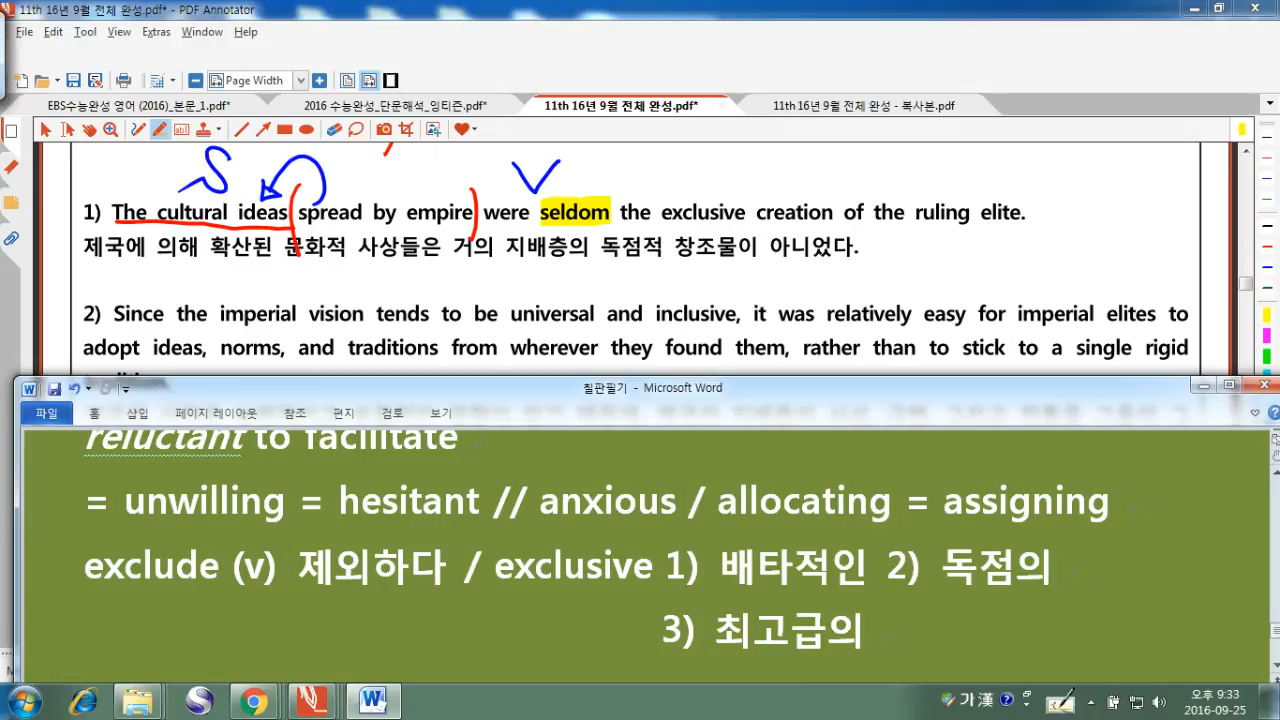 11th 16년 9월 전체 완성.pdf* - PDF Annotator
File Edit Tool View Extras Window Help
Page Width
EBS수능완성 영어 (2016)_본문_1.pdf* 2016 수능완성_단문해석_잉티즌.pdf* 11th 16년 9월 전체 완성.pdf* 11th 16년 9월 전체 완성 - 복사본.pdf
S V
1) The cultural ideas spread by empire were seldom the exclusive creation of the ruling elite.
제국에 의해 확산된 문화적 사상들은 거의 지배층의 독점적 창조물이 아니었다.
2) Since the imperial vision tends to be universal and inclusive, it was relatively easy for imperial elites to
adopt ideas, norms, and traditions from wherever they found them, rather than to stick to a single rigid
칠판필기 - Microsoft Word
파일 홈 삽입 페이지 레이아웃 참조 편지 검토 보기
reluctant to facilitate
= unwilling = hesitant // anxious / allocating = assigning
exclude (v) 제외하다 / exclusive 1) 배타적인 2) 독점의
3) 최고급의
가 漢
오후 9:33
2016-09-25